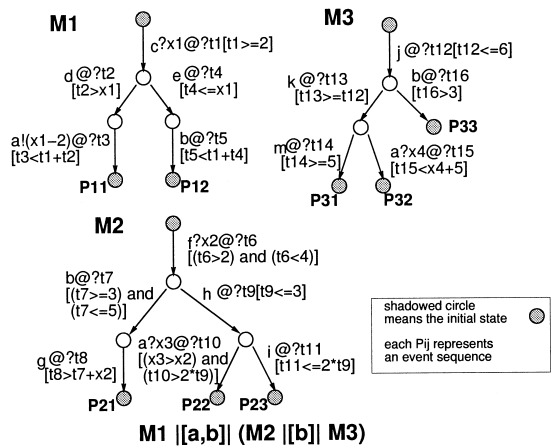 M1
c?x1@?t1[t1>=2]
d@?t2
[t2>x1]
e@?t4
[t4<=x1]
a!(x1-2)@?t3
[t3<t1+t2]
b@?t5
[t5<t1+t4]
P11
P12
M3
j@?t12[t12<=6]
k@?t13
[t13>=t12]
b@?t16
[t16>3]
P33
m@?t14
[t14>=5]
a?x4@?t15
[t15<x4+5]
P31
P32
M2
f?x2@?t6
[(t6>2) and (t6<4)]
b@?t7
[(t7>=3) and
(t7<=5)]
h @?t9[t9<=3]
g@?t8
[t8>t7+x2]
a?x3@?t10
[(x3>x2) and
(t10>2*t9)]
i @?t11
[t11<=2*t9]
P21
P22
P23
shadowed circle
means the initial state
each Pij represents
an event sequence
M1 |[a,b]| (M2 |[b]| M3)